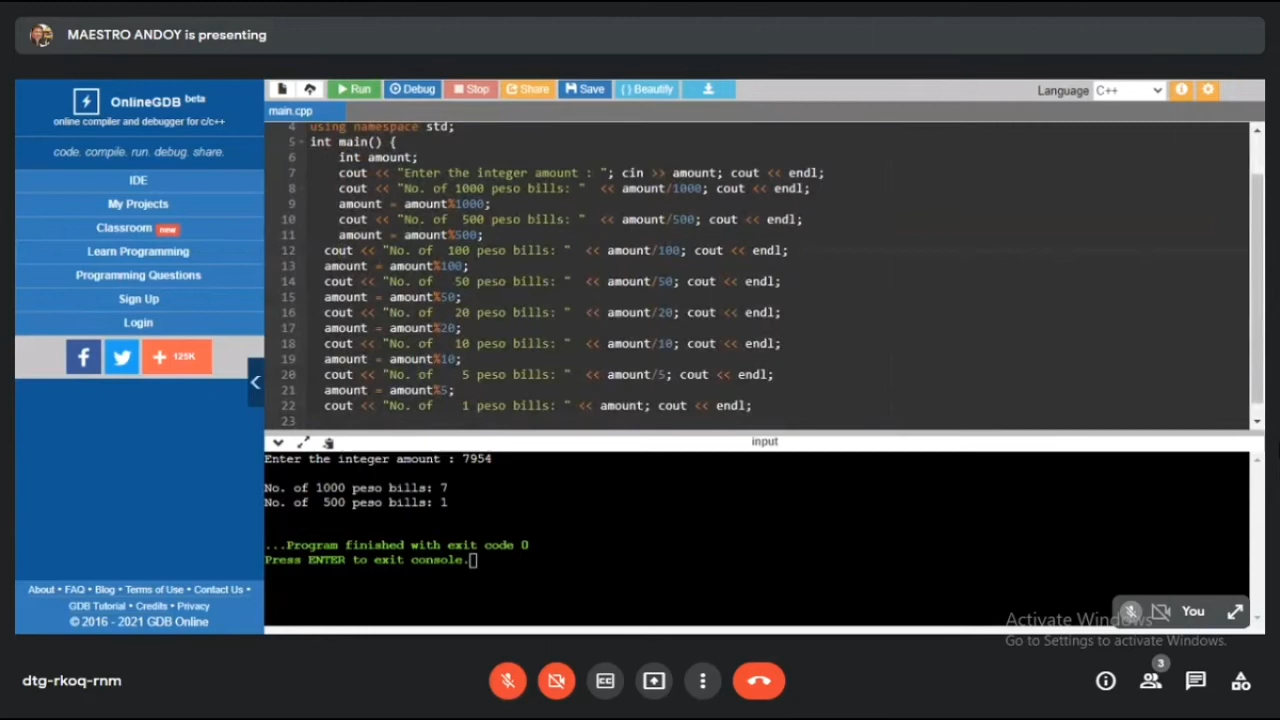 MAESTRO ANDOY is presenting
OnlineGDB beta
online compiler and debugger for c/c++
code. compile. run. debug. share.
IDE
My Projects
Classroom new
Learn Programming
Programming Questions
Sign Up
Login
f
+ 125K
About • FAQ • Blog • Terms of Use • Contact Us •
GDB Tutorial • Credits • Privacy
© 2016 - 2021 GDB Online
Run Debug Stop Share Save {} Beautify
Language C++
main.cpp
4 using namespace std;
5 int main() {
6 int amount;
7 cout << "Enter the integer amount : "; cin >> amount; cout << endl;
8 cout << "No. of 1000 peso bills: " << amount/1000; cout << endl;
9 amount = amount%1000;
10 cout << "No. of  500 peso bills: " << amount/500; cout << endl;
11 amount = amount%500;
12 cout << "No. of  100 peso bills: " << amount/100; cout << endl;
13 amount = amount%100;
14 cout << "No. of   50 peso bills: " << amount/50; cout << endl;
15 amount = amount%50;
16 cout << "No. of   20 peso bills: " << amount/20; cout << endl;
17 amount = amount%20;
18 cout << "No. of   10 peso bills: " << amount/10; cout << endl;
19 amount = amount%10;
20 cout << "No. of    5 peso bills: " << amount/5; cout << endl;
21 amount = amount%5;
22 cout << "No. of    1 peso bills: " << amount; cout << endl;
23
input
Enter the integer amount : 7954
No. of 1000 peso bills: 7
No. of  500 peso bills: 1
...Program finished with exit code 0
Press ENTER to exit console.
You
Activate Windows
Go to Settings to activate Windows.
dtg-rkoq-rnm
CC
3